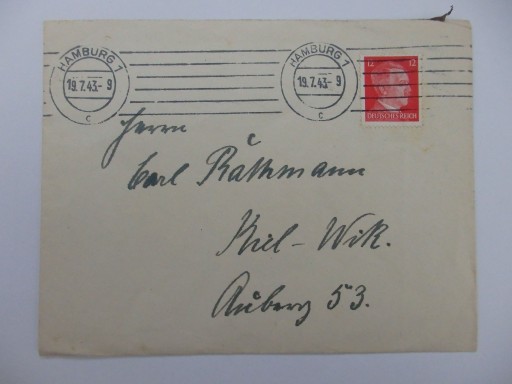 HAMBURG 1
19.7.43-9
c
HAMBURG 1
19.7.43-9
c
12 12
DEUTSCHES REICH
Herrn
Carl Räthmann
Kiel-Wik.
Auberg 53.